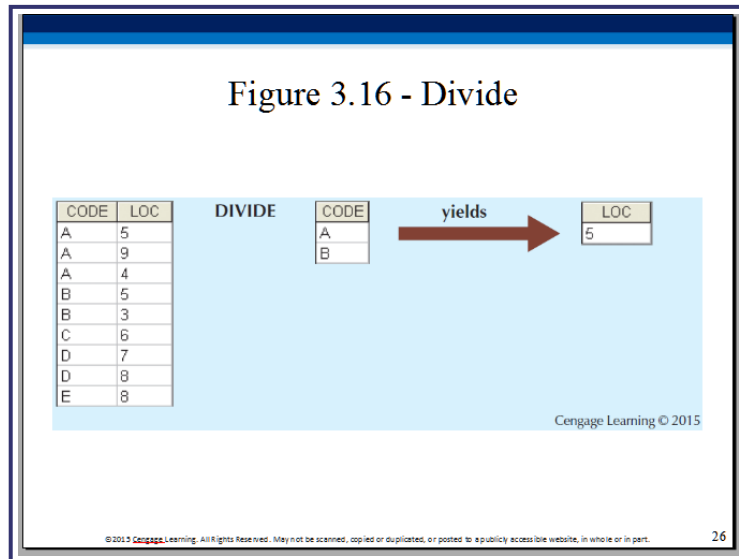 Figure 3.16 - Divide
CODE LOC DIVIDE CODE yields LOC
A 5 A 5
A 9 B
A 4
B 5
B 3
C 6
D 7
D 8
E 8
Cengage Learning © 2015
©2015 Cengage Learning. All Rights Reserved. May not be scanned, copied or duplicated, or posted to a publicly accessible website, in whole or in part. 26